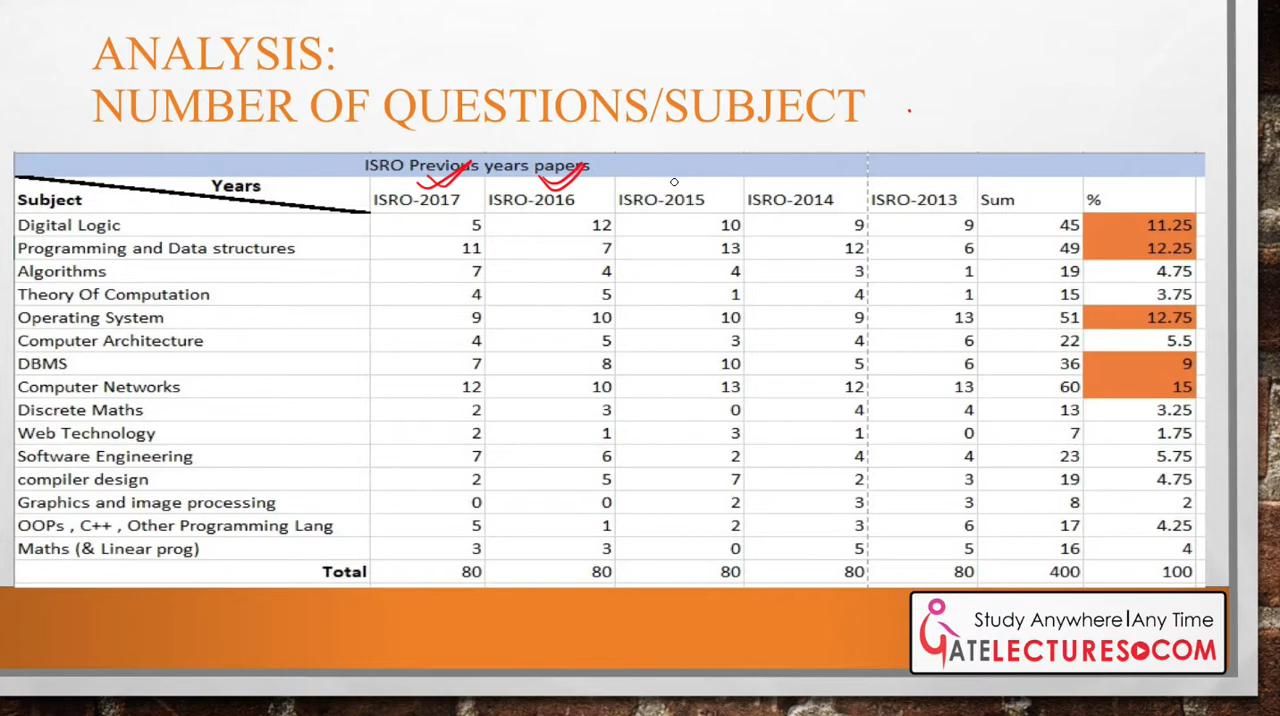 ANALYSIS:
NUMBER OF QUESTIONS/SUBJECT
ISRO Previous years papers
Years
Subject ISRO-2017 ISRO-2016 ISRO-2015 ISRO-2014 ISRO-2013 Sum %
Digital Logic 5 12 10 9 9 45 11.25
Programming and Data structures 11 7 13 12 6 49 12.25
Algorithms 7 4 4 3 1 19 4.75
Theory Of Computation 4 5 1 4 1 15 3.75
Operating System 9 10 10 9 13 51 12.75
Computer Architecture 4 5 3 4 6 22 5.5
DBMS 7 8 10 5 6 36 9
Computer Networks 12 10 13 12 13 60 15
Discrete Maths 2 3 0 4 4 13 3.25
Web Technology 2 1 3 1 0 7 1.75
Software Engineering 7 6 2 4 4 23 5.75
compiler design 2 5 7 2 3 19 4.75
Graphics and image processing 0 0 2 3 3 8 2
OOPs , C++ , Other Programming Lang 5 1 2 3 6 17 4.25
Maths (& Linear prog) 3 3 0 5 5 16 4
Total 80 80 80 80 80 400 100
Study Anywhere|Any Time
GATELECTURES.COM